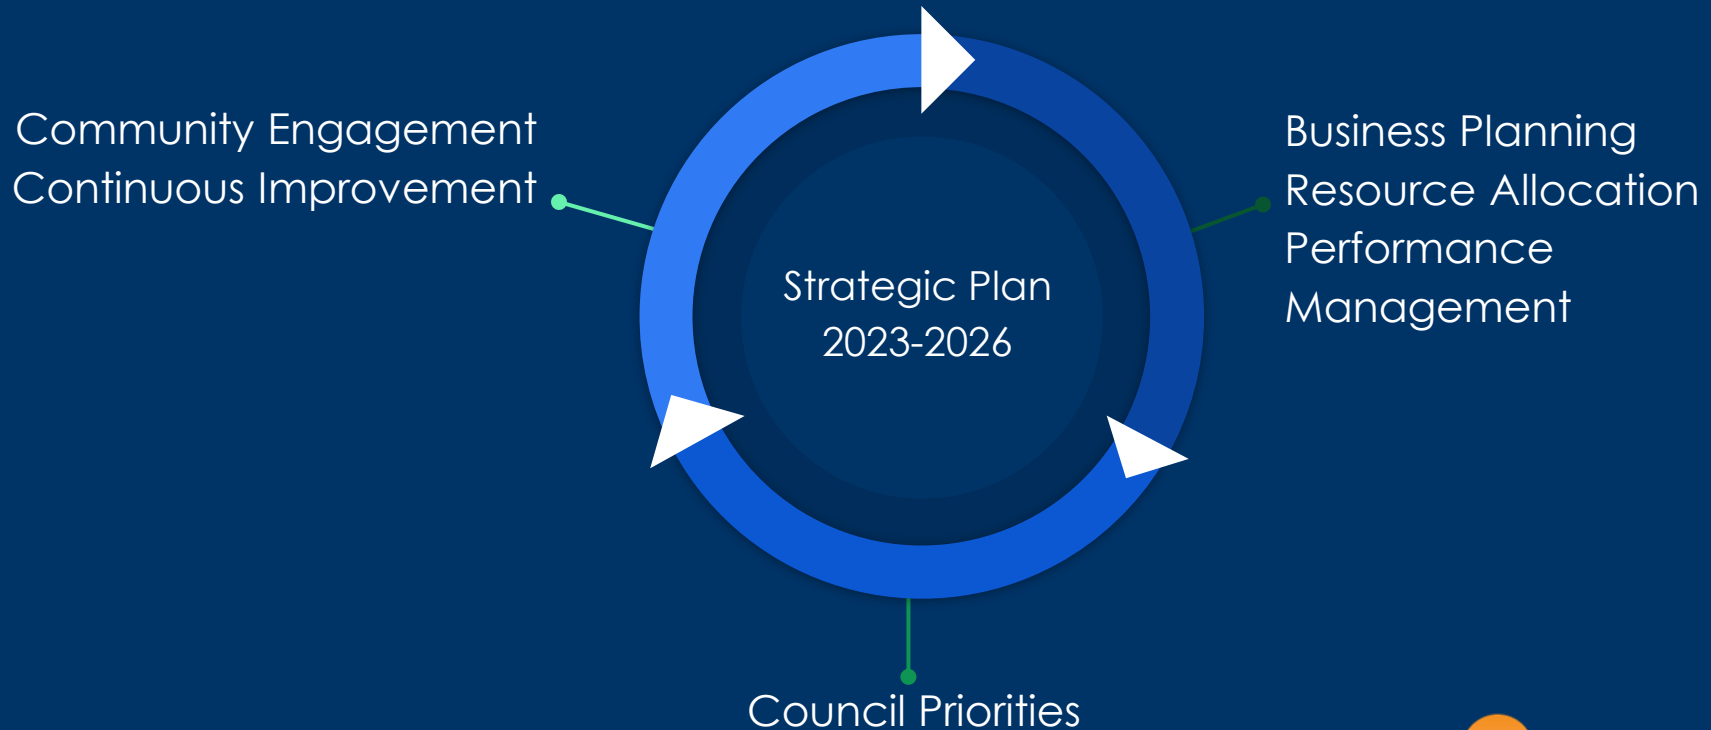 Community Engagement
Continuous Improvement
Business Planning
Resource Allocation
Performance
Management
Strategic Plan
2023-2026
Council Priorities